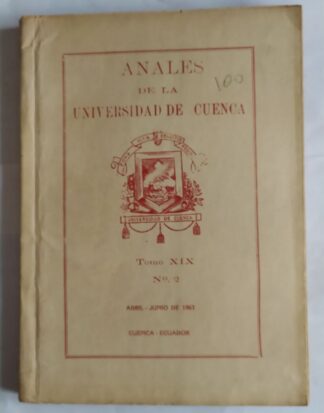 ANALES
DE LA
UNIVERSIDAD DE CUENCA
100
UNIVERSIDAD DE CUENCA
Tomo XIX
Nº. 2
ABRIL - JUNIO DE 1963
CUENCA - ECUADOR